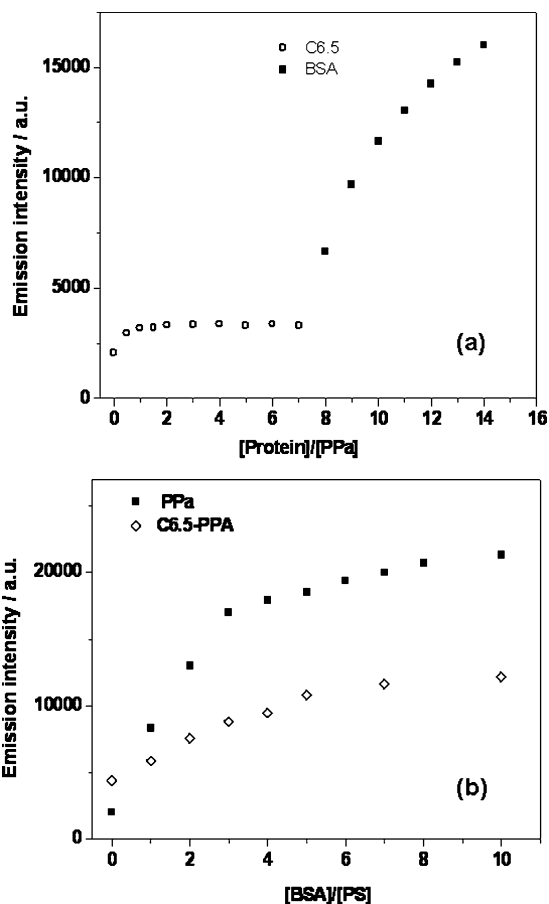 15000
10000
5000
0
Emission intensity / a.u.
C6.5
BSA
(a)
0 2 4 6 8 10 12 14 16
[Protein]/[PPa]
20000
10000
0
Emission intensity / a.u.
PPa
C6.5-PPA
(b)
0 2 4 6 8 10
[BSA]/[PS]